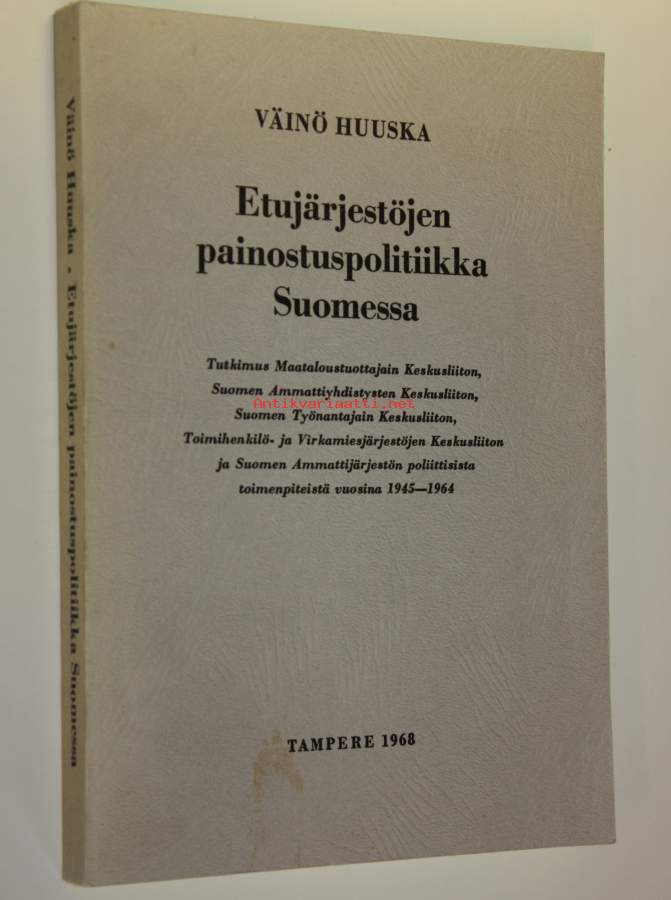 VÄINÖ HUUSKA
Etujärjestöjen
painostuspolitiikka
Suomessa
Tutkimus Maataloustuottajain Keskusliiton,
Suomen Ammattiyhdistysten Keskusliiton,
Antikvariaatti.net
Suomen Työnantajain Keskusliiton,
Toimihenkilö- ja Virkamiesjärjestöjen Keskusliiton
ja Suomen Ammattijärjestön poliittisista
toimenpiteistä vuosina 1945—1964
TAMPERE 1968
Väinö Huuska • Etujärjestöjen painostuspolitiikka Suomessa